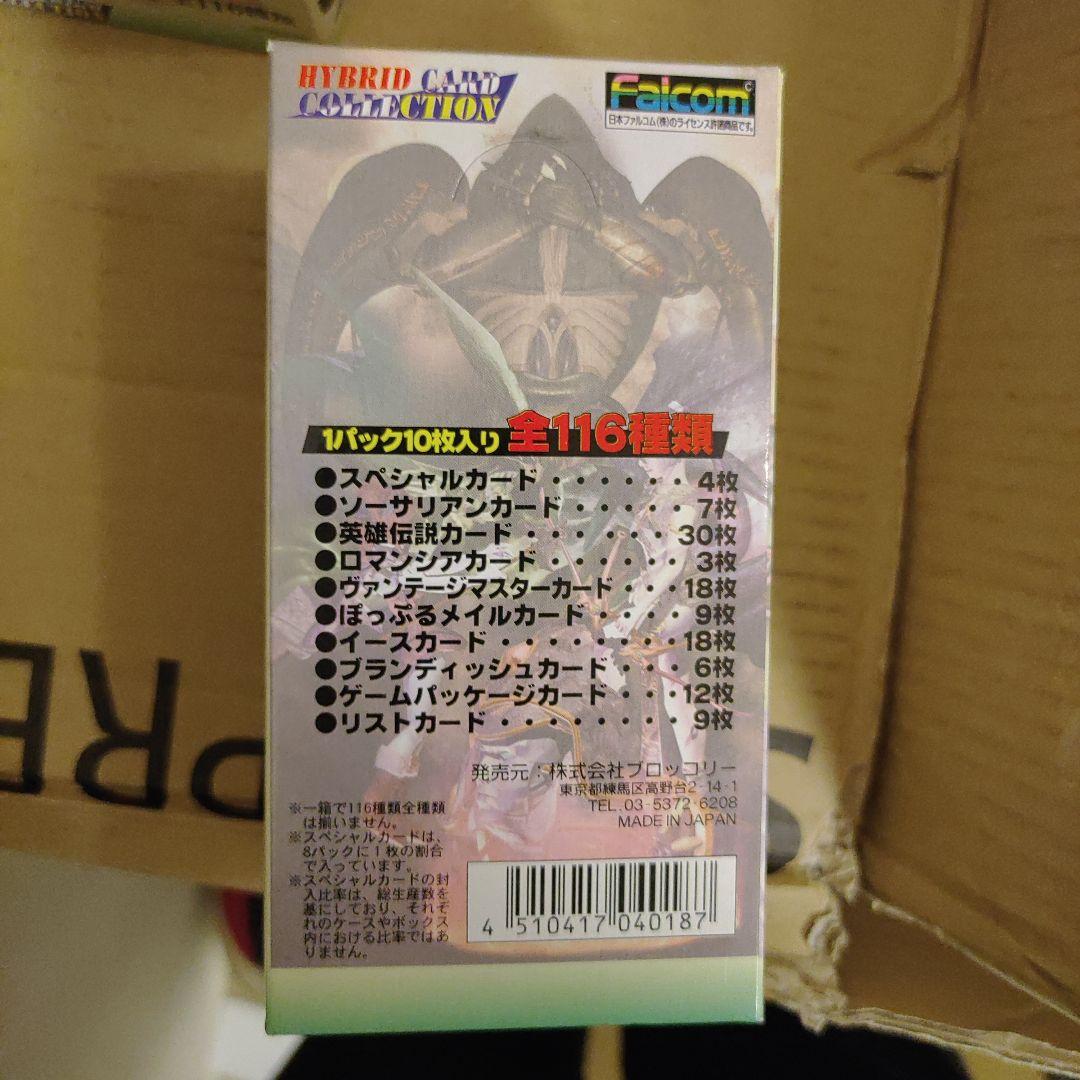 HYBRID CARD
COLLECTION
Falcom
日本ファルコム(株)のライセンス許諾商品です。
1パック10枚入り 全116種類
●スペシャルカード・・・・・・4枚
●ソーサリアンカード・・・・・7枚
●英雄伝説カード・・・・・・30枚
●ロマンシアカード・・・・・・3枚
●ヴァンテージマスターカード・・18枚
●ぽっぷるメイルカード・・・・9枚
●イースカード・・・・・・・・18枚
●ブランディッシュカード・・・6枚
●ゲームパッケージカード・・・12枚
●リストカード・・・・・・・・9枚
発売元：株式会社ブロッコリー
東京都練馬区高野台2-14-1
TEL.03-5372-6208
MADE IN JAPAN
※一箱で116種類全種類
は揃いません。
※スペシャルカードは、
8パックに1枚の割合
で入っています。
※スペシャルカードの封
入比率は、総生産数を
基にしており、それぞ
れのケースやボックス
内における比率ではあ
りません。
4 510417 040187
PRE